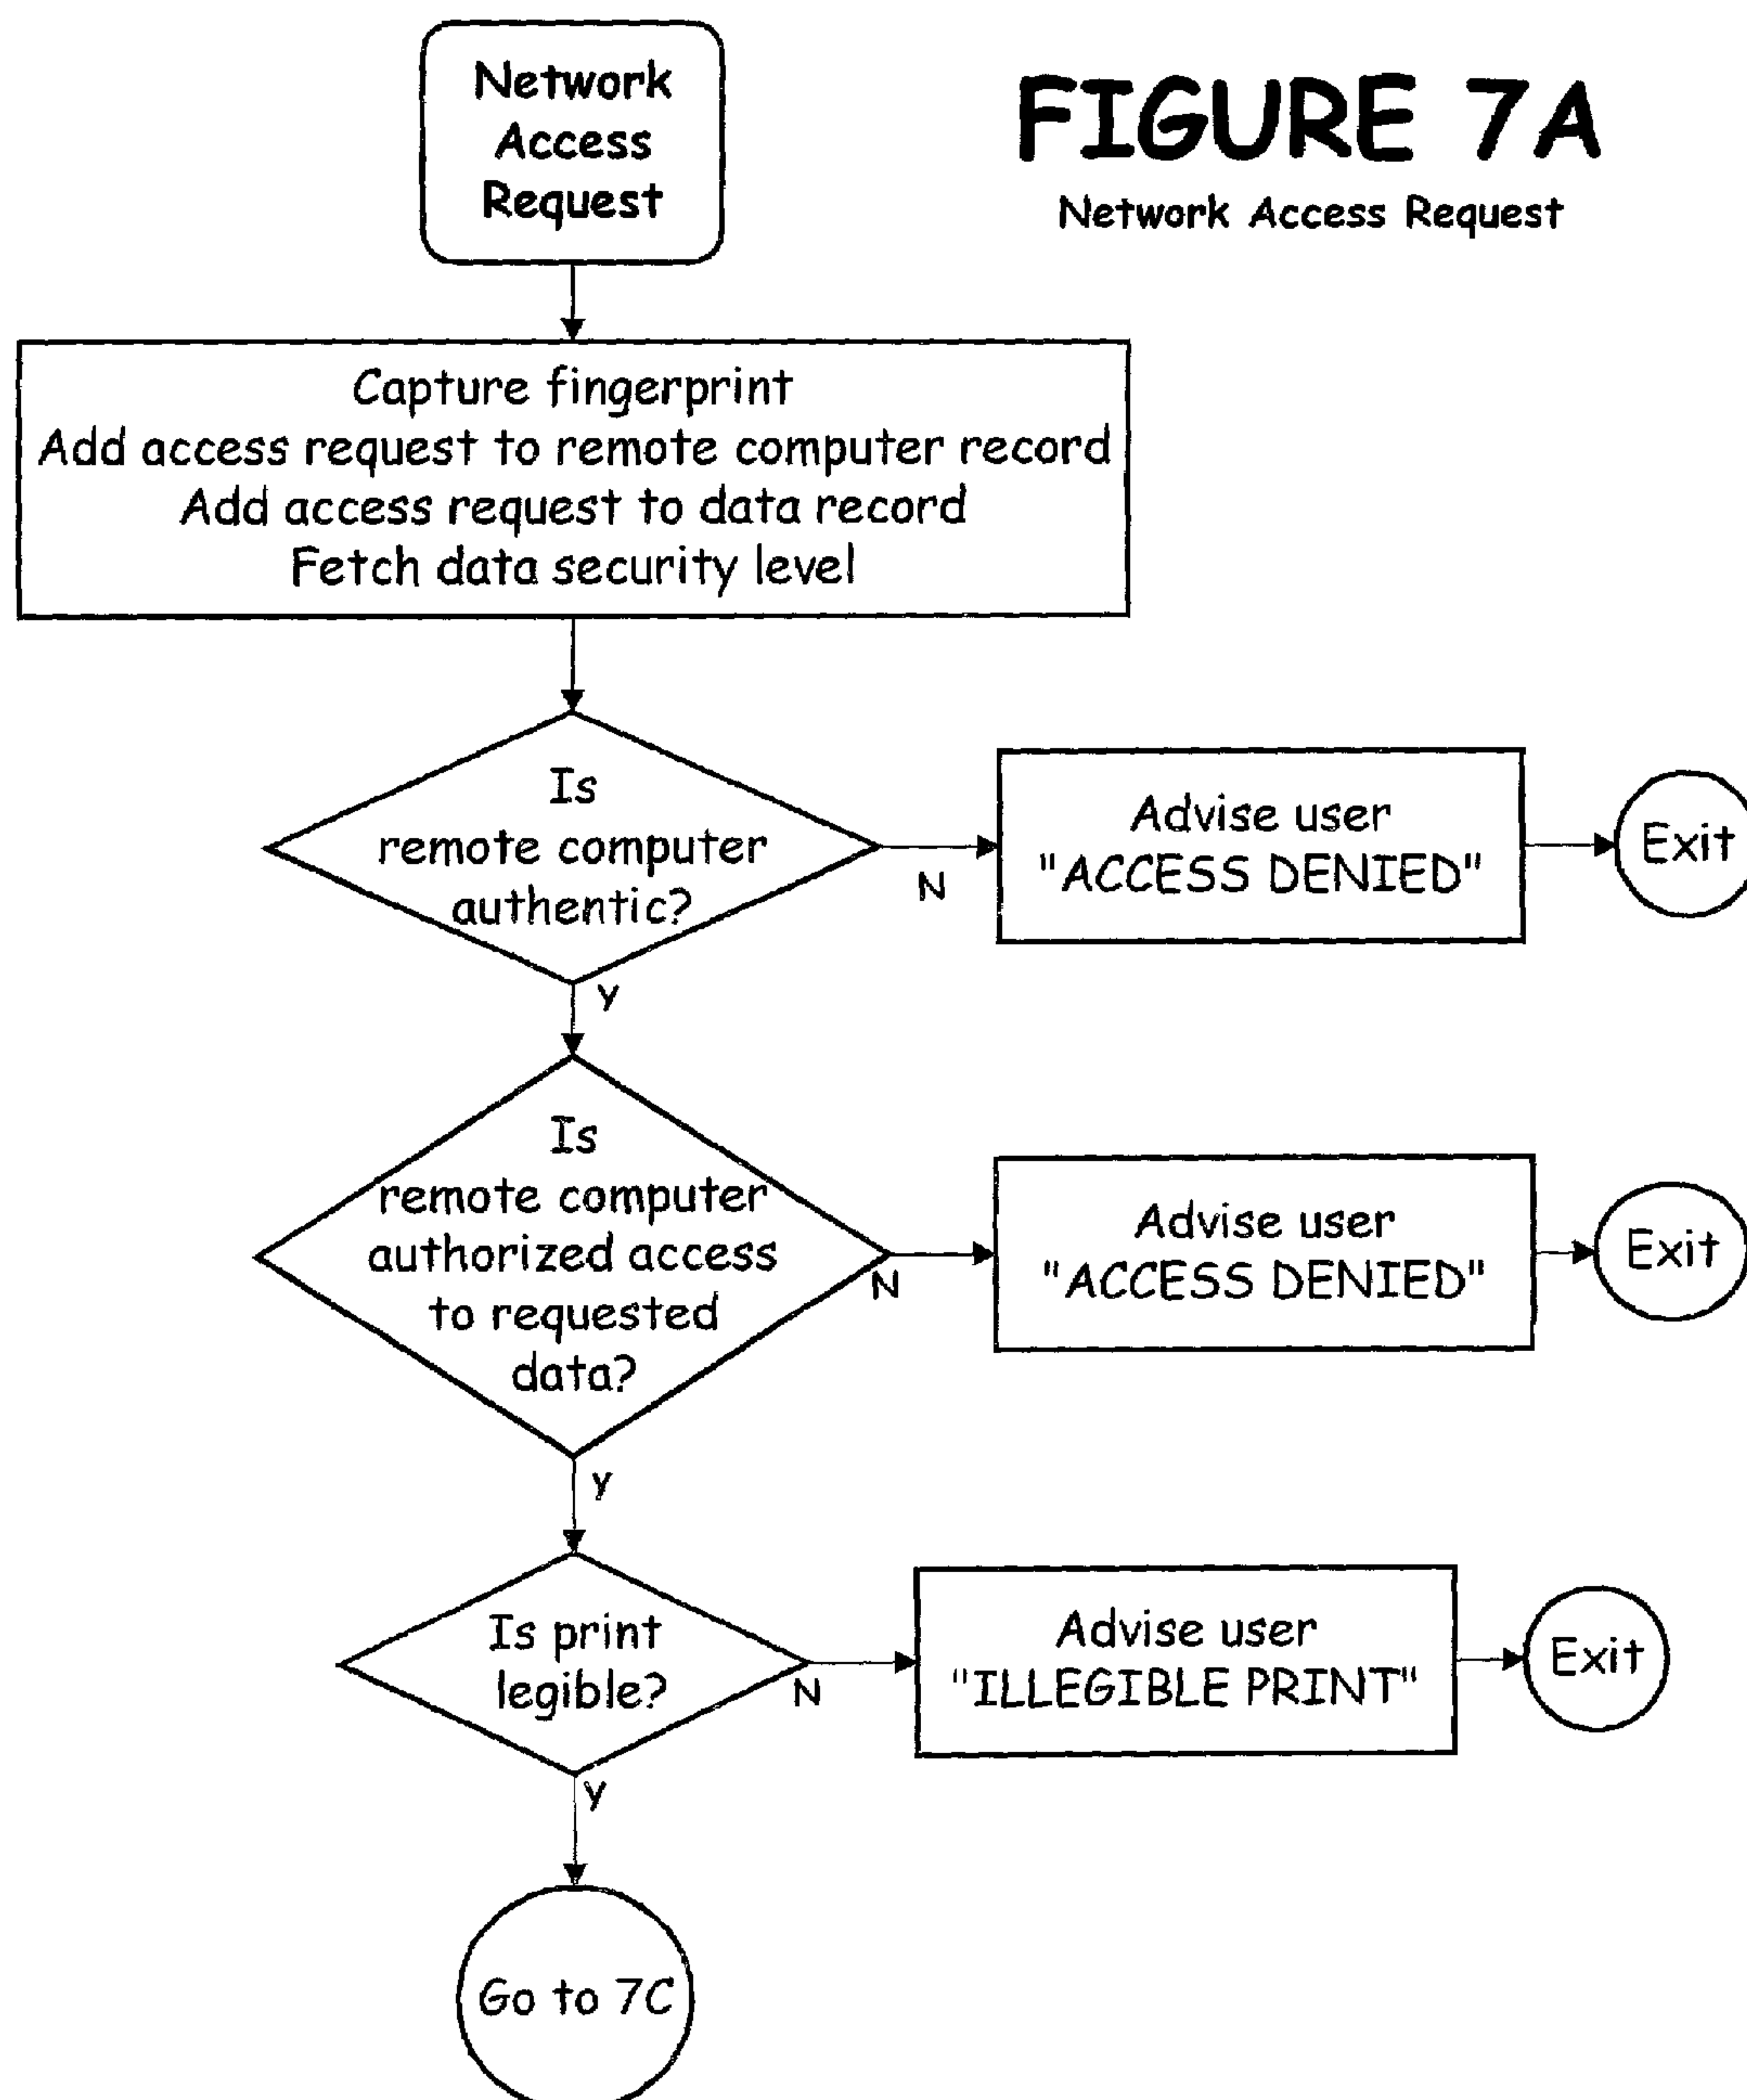 Network
Access
Request
FIGURE 7A
Network Access Request
Capture fingerprint
Add access request to remote computer record
Add access request to data record
Fetch data security level
Is
remote computer
authentic?
N
Advise user
"ACCESS DENIED"
Exit
Y
Is
remote computer
authorized access
to requested
data?
N
Advise user
"ACCESS DENIED"
Exit
Y
Is print
legible?
N
Advise user
"ILLEGIBLE PRINT"
Exit
Y
Go to 7C